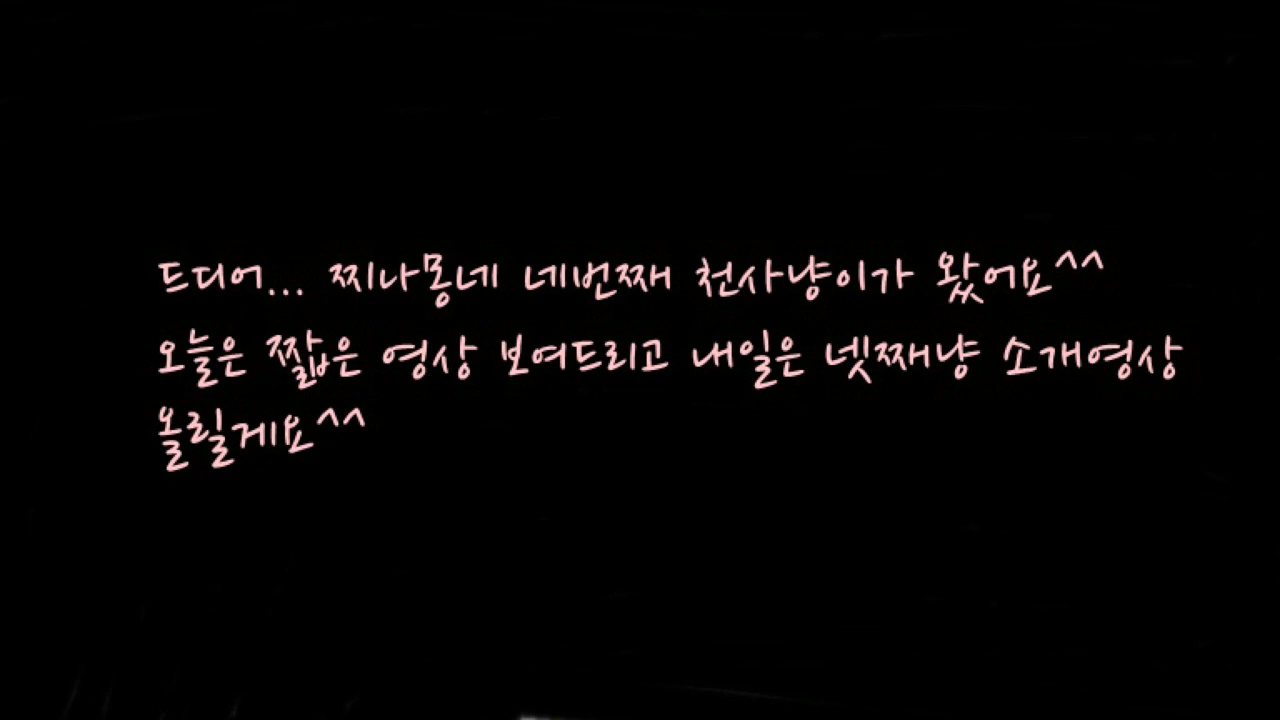 드디어... 찌나몽네 네번째 천사냥이가 왔어요^^
오늘은 짧은 영상 보여드리고 내일은 넷째냥 소개영상
올릴게요^^